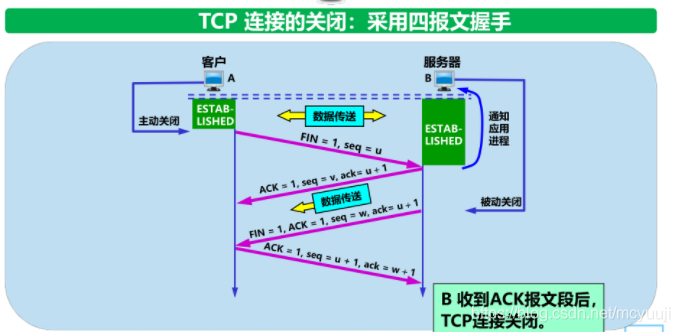 TCP 连接的关闭：采用四报文握手
客户
A
服务器
B
ESTAB-
LISHED
数据传送
ESTAB-
LISHED
通知
应用
进程
主动关闭
FIN = 1, seq = u
ACK = 1, seq = v, ack= u + 1
数据传送
被动关闭
FIN = 1, ACK = 1, seq = w, ack= u + 1
ACK = 1, seq = u + 1, ack = w + 1
B 收到ACK报文段后，
TCP连接关闭。
https://blog.csdn.net/mcyuuji